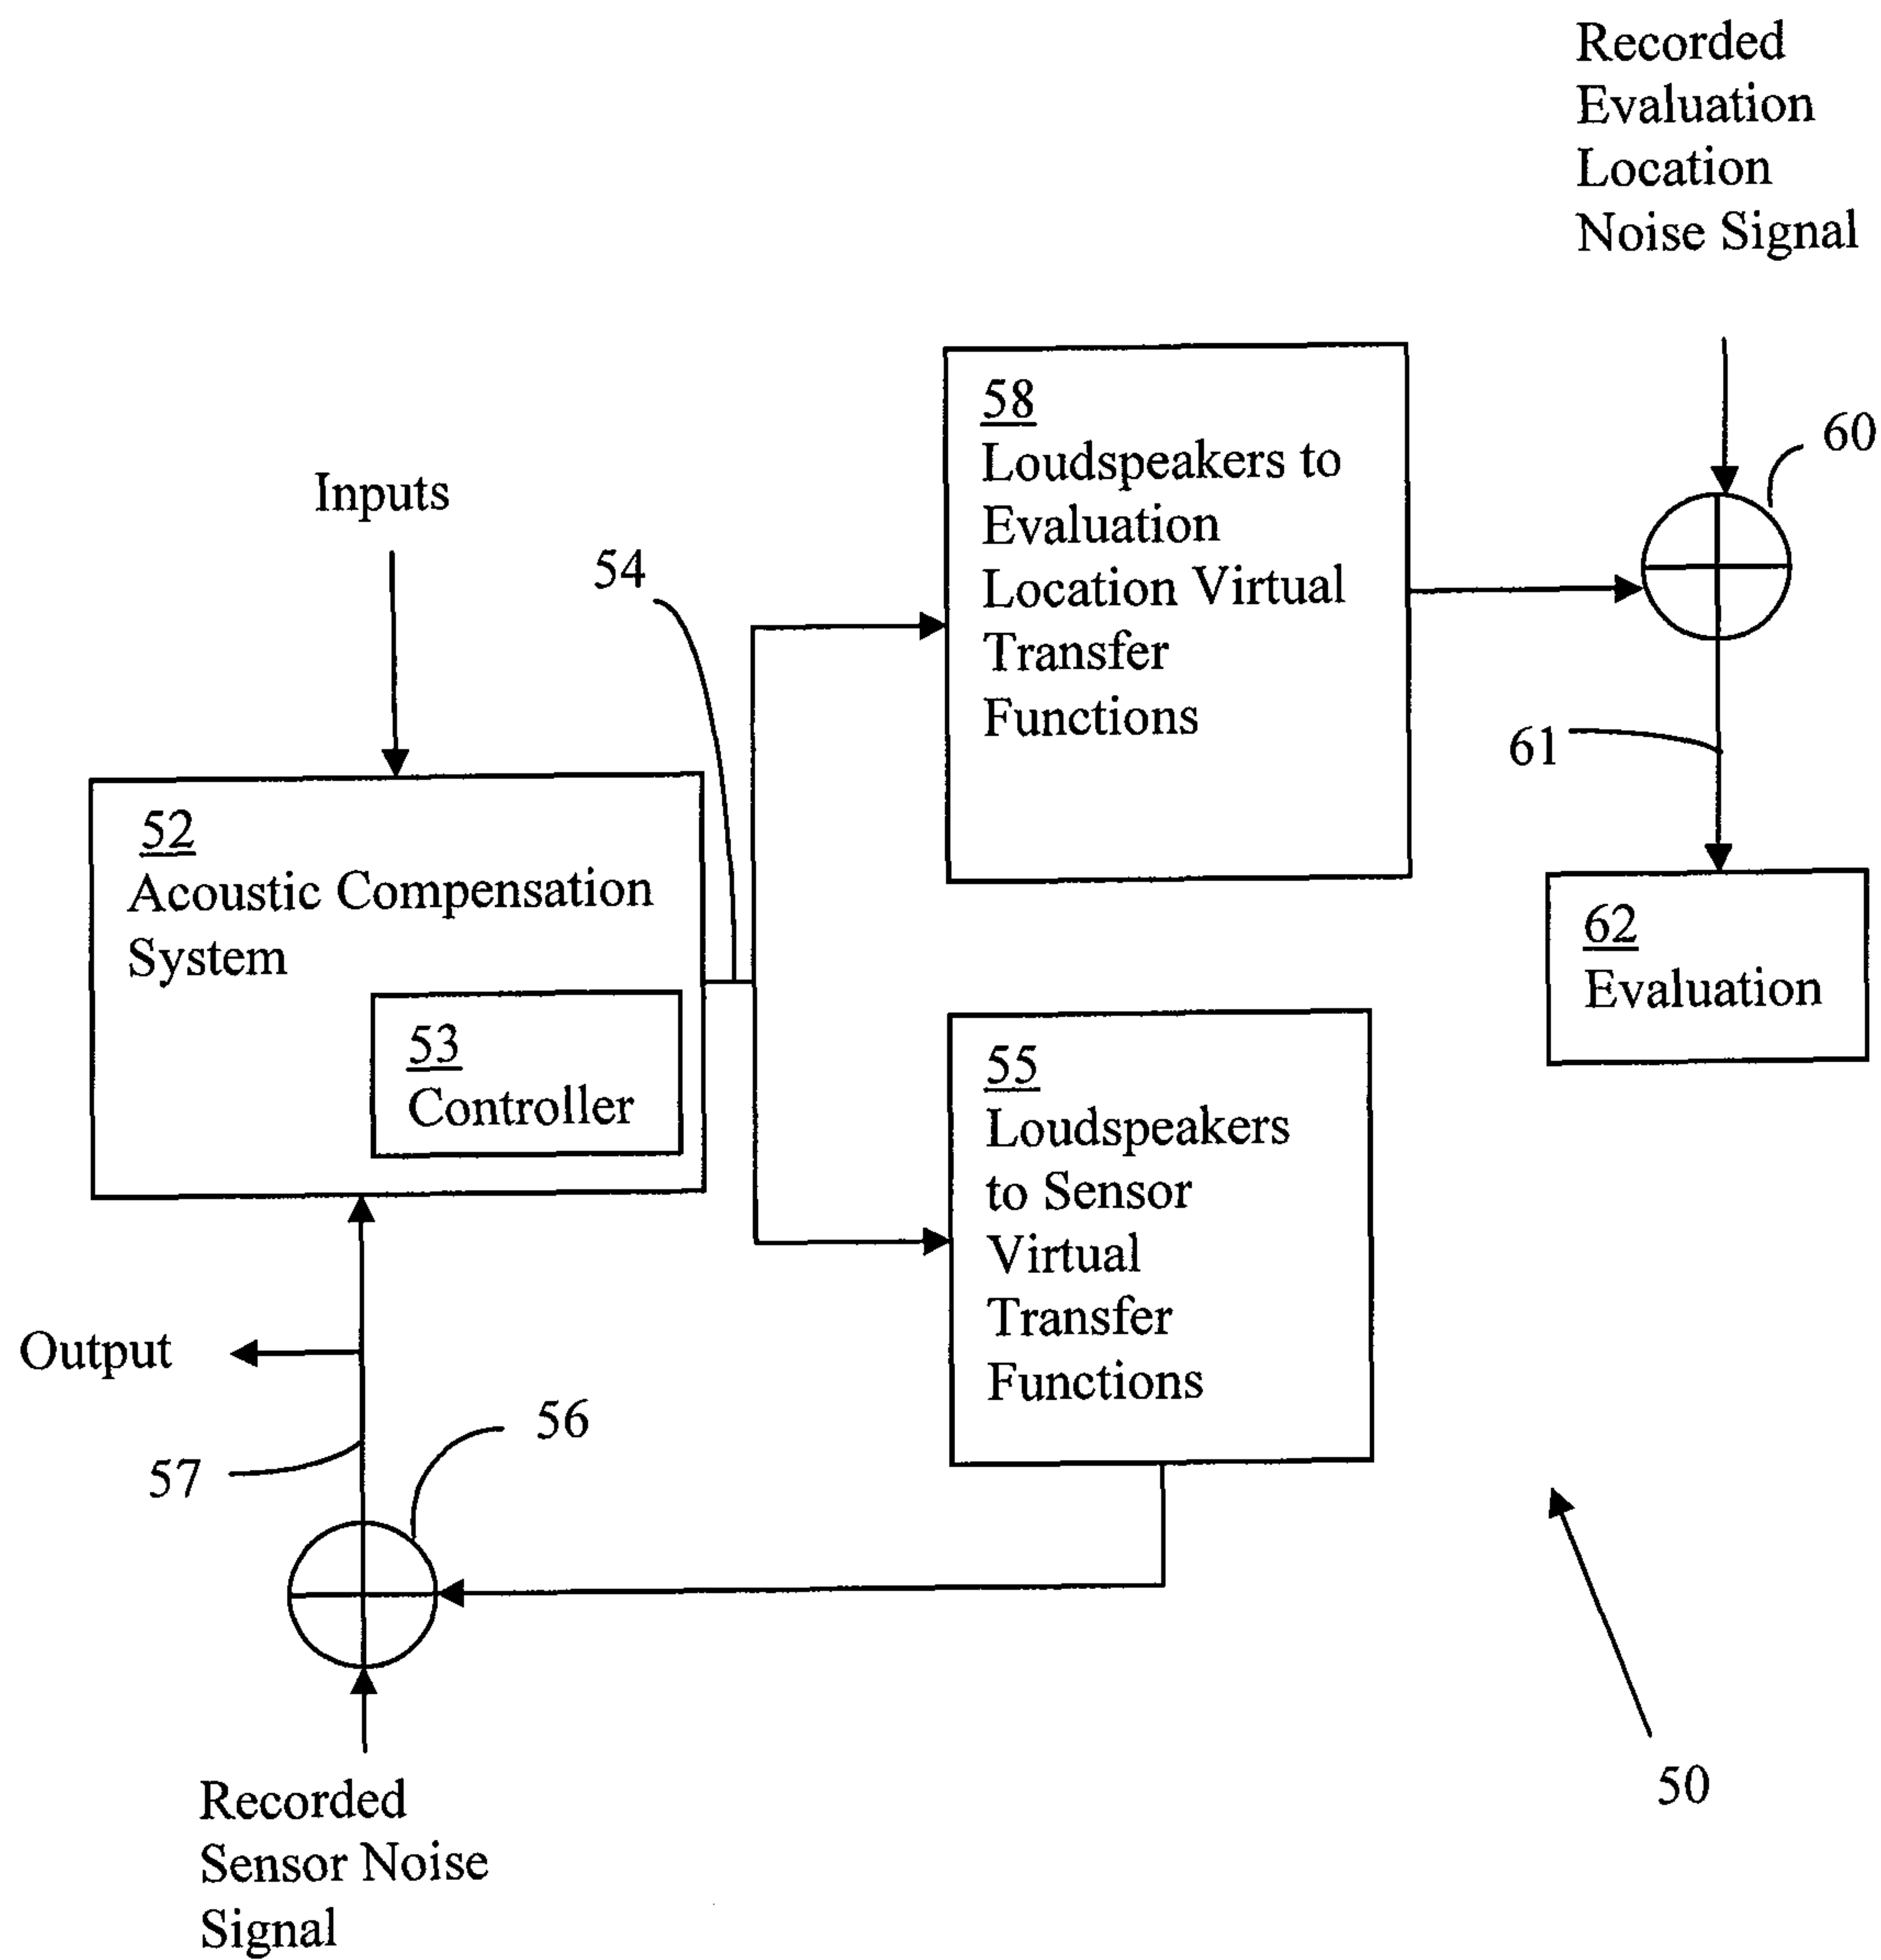 Recorded
Evaluation
Location
Noise Signal
60
58
Loudspeakers to
Evaluation
Location Virtual
Transfer
Functions
Inputs
54
61
52
Acoustic Compensation
System
53
Controller
62
Evaluation
55
Loudspeakers
to Sensor
Virtual
Transfer
Functions
Output
56
57
50
Recorded
Sensor Noise
Signal